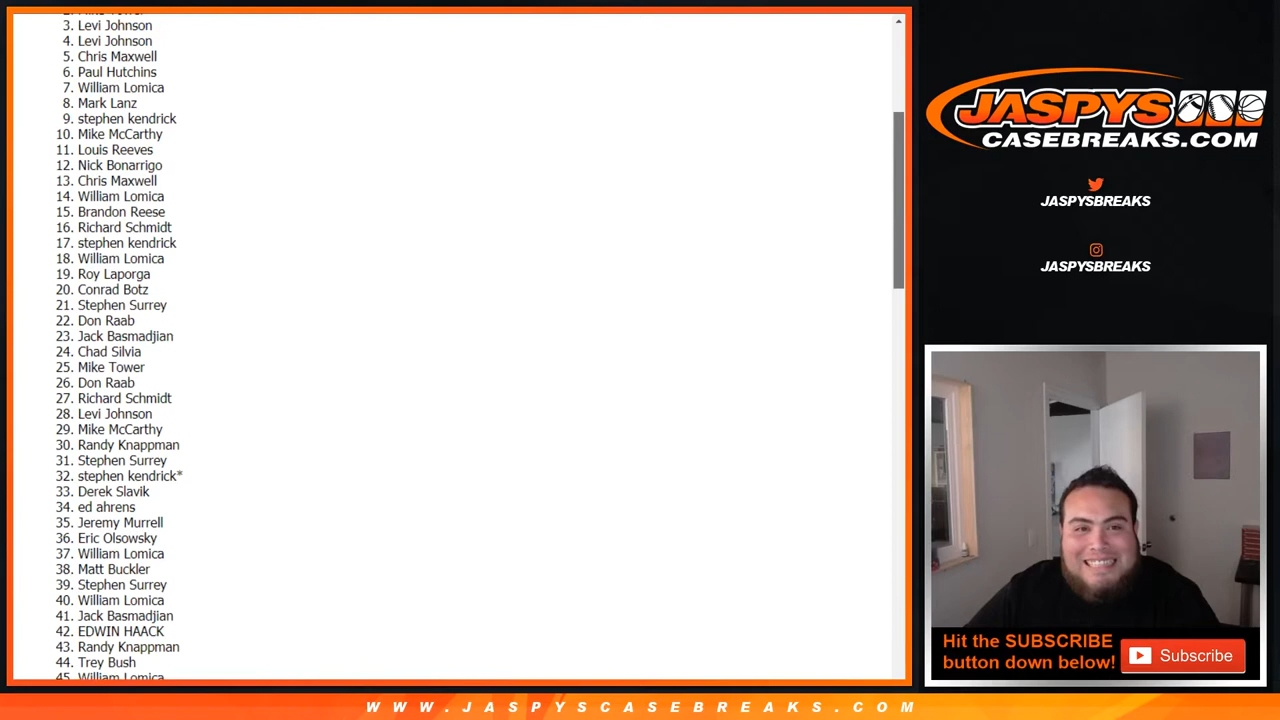 3. Levi Johnson
4. Levi Johnson
5. Chris Maxwell
6. Paul Hutchins
7. William Lomica
8. Mark Lanz
9. stephen kendrick
10. Mike McCarthy
11. Louis Reeves
12. Nick Bonarrigo
13. Chris Maxwell
14. William Lomica
15. Brandon Reese
16. Richard Schmidt
17. stephen kendrick
18. William Lomica
19. Roy Laporga
20. Conrad Botz
21. Stephen Surrey
22. Don Raab
23. Jack Basmadjian
24. Chad Silvia
25. Mike Tower
26. Don Raab
27. Richard Schmidt
28. Levi Johnson
29. Mike McCarthy
30. Randy Knappman
31. Stephen Surrey
32. stephen kendrick*
33. Derek Slavik
34. ed ahrens
35. Jeremy Murrell
36. Eric Olsowsky
37. William Lomica
38. Matt Buckler
39. Stephen Surrey
40. William Lomica
41. Jack Basmadjian
42. EDWIN HAACK
43. Randy Knappman
44. Trey Bush
45. William Lomica
JASPYS
CASEBREAKS.COM
JASPYSBREAKS
JASPYSBREAKS
Hit the SUBSCRIBE
button down below!
Subscribe
WWW.JASPYSCASEBREAKS.COM